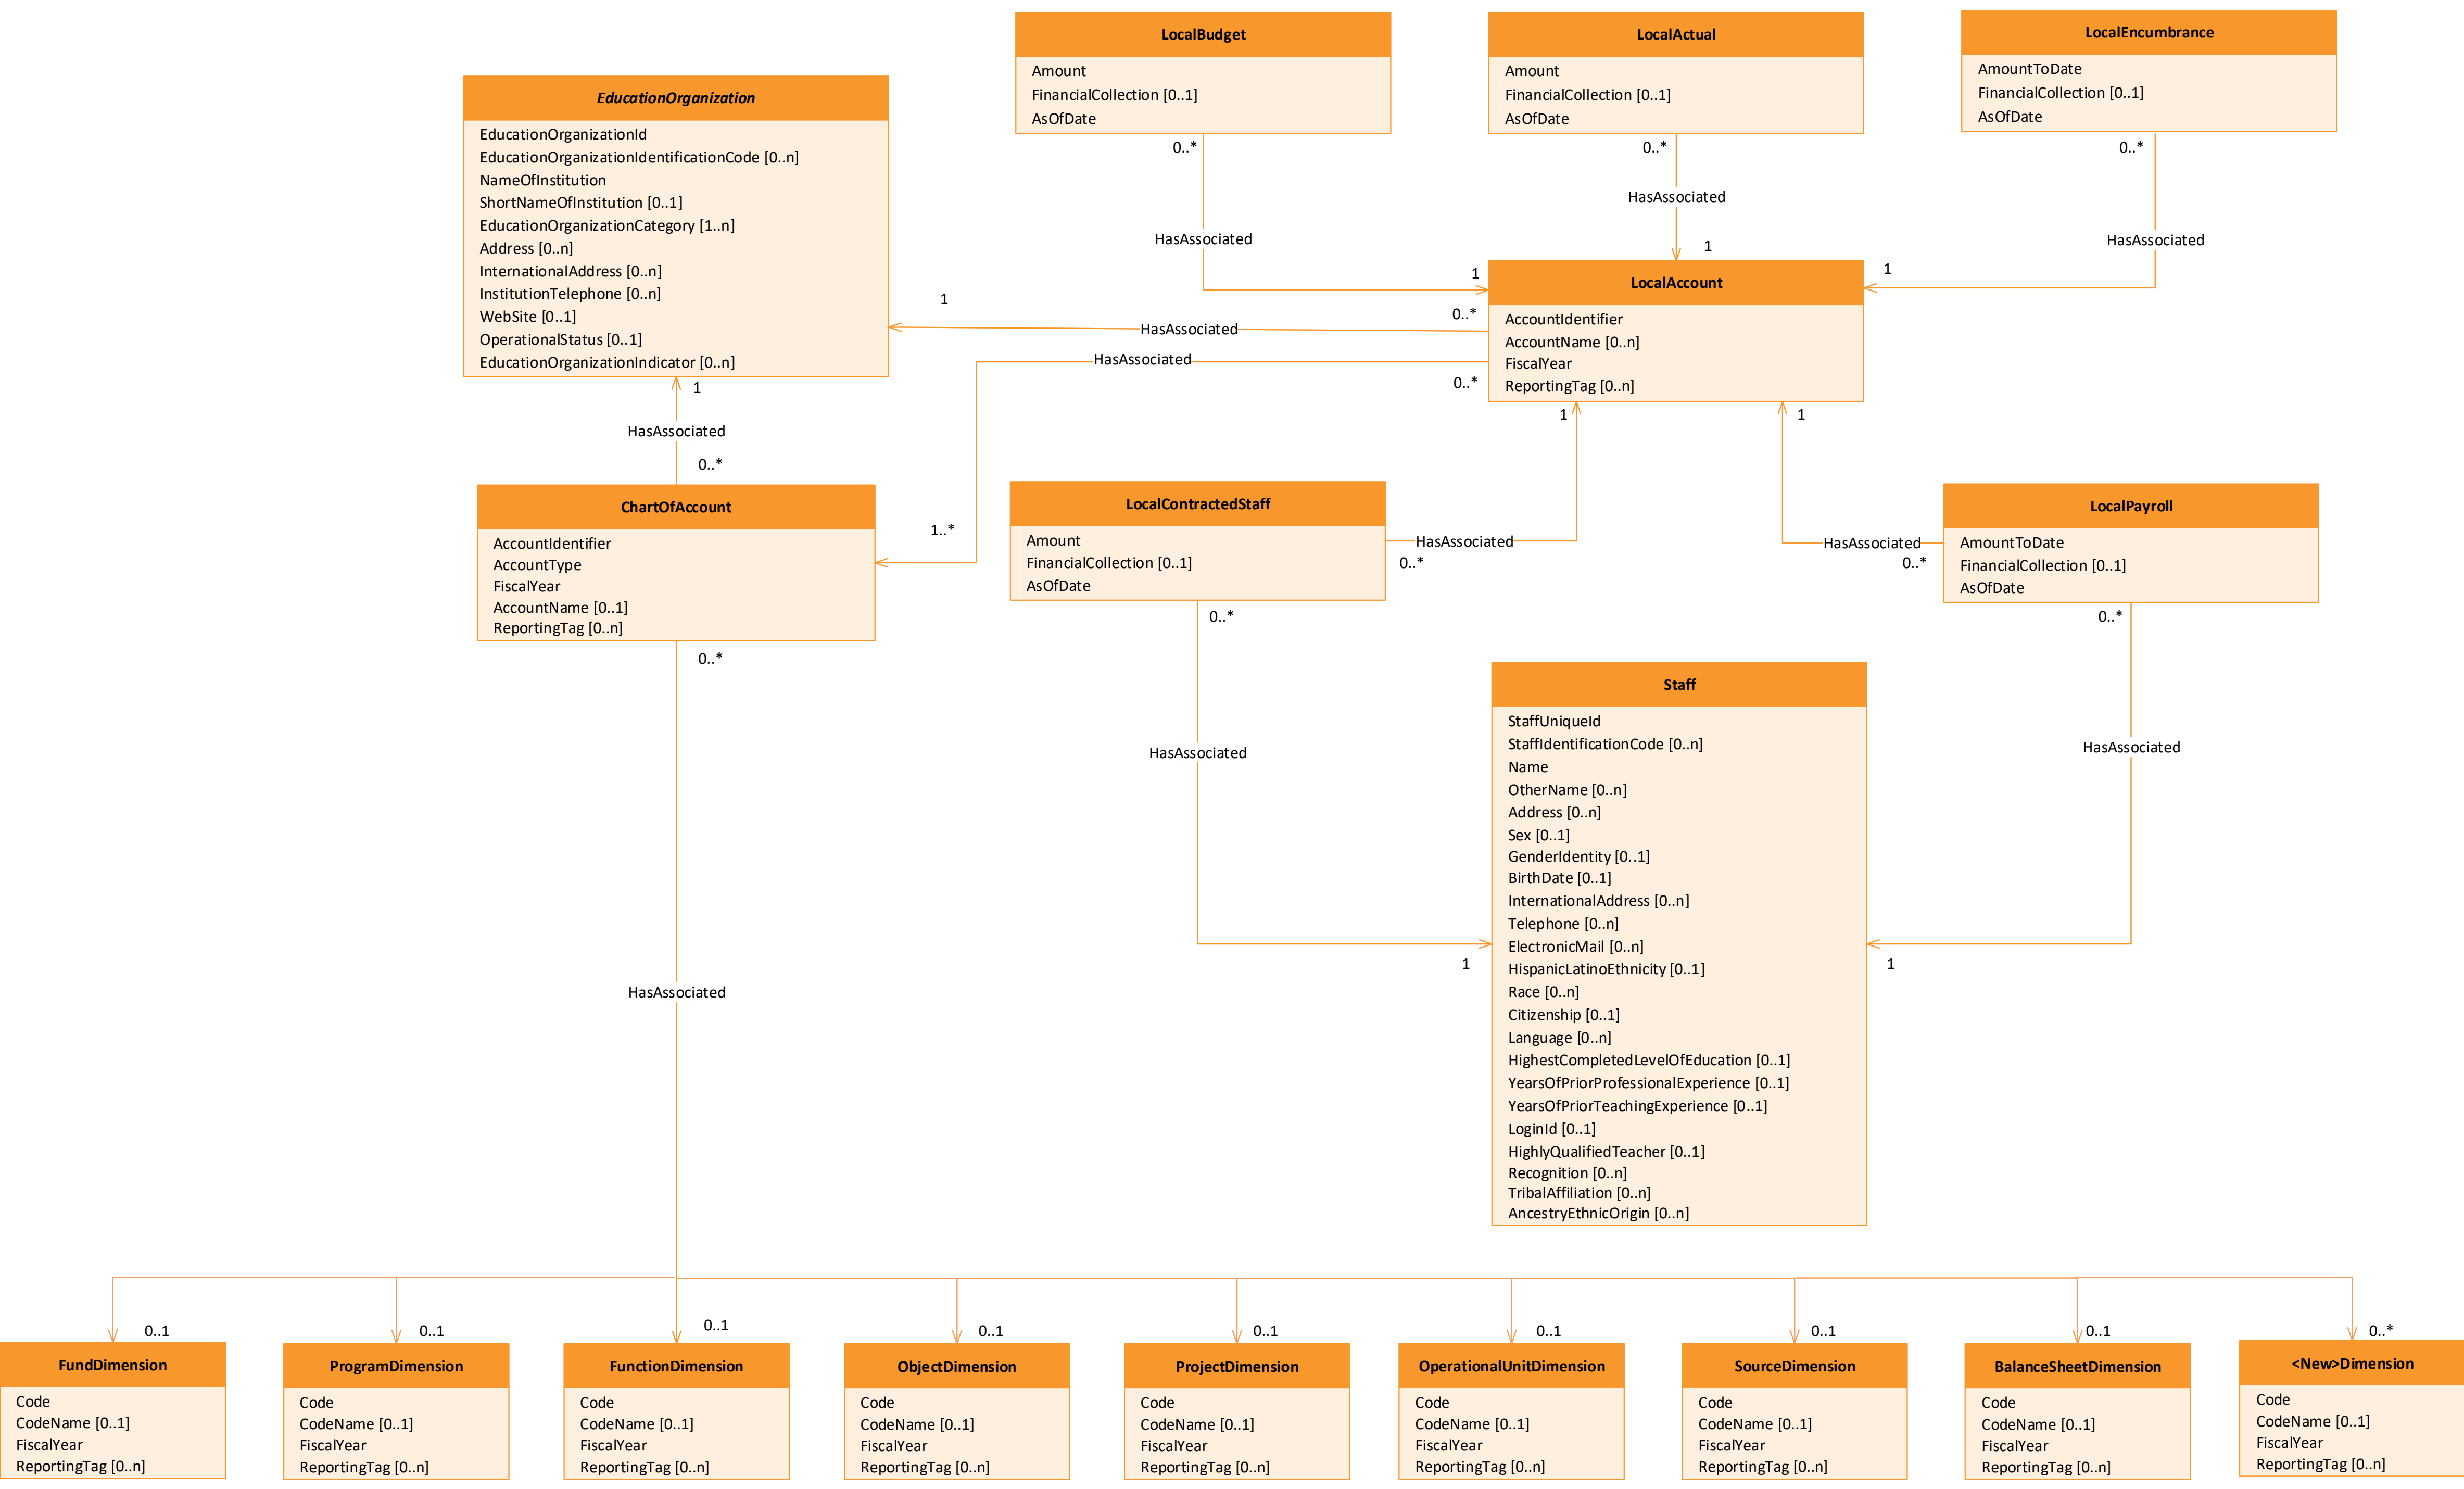 LocalBudget
Amount
FinancialCollection [0..1]
AsOfDate
0..*
HasAssociated
1
LocalActual
Amount
FinancialCollection [0..1]
AsOfDate
0..*
HasAssociated
1
LocalEncumbrance
AmountToDate
FinancialCollection [0..1]
AsOfDate
0..*
HasAssociated
1
EducationOrganization
EducationOrganizationId
EducationOrganizationIdentificationCode [0..n]
NameOfInstitution
ShortNameOfInstitution [0..1]
EducationOrganizationCategory [1..n]
Address [0..n]
InternationalAddress [0..n]
InstitutionTelephone [0..n]
WebSite [0..1]
OperationalStatus [0..1]
EducationOrganizationIndicator [0..n]
1
HasAssociated
0..*
LocalAccount
AccountIdentifier
AccountName [0..n]
FiscalYear
ReportingTag [0..n]
HasAssociated
0..*
1..*
1
HasAssociated
0..*
ChartOfAccount
AccountIdentifier
AccountType
FiscalYear
AccountName [0..1]
ReportingTag [0..n]
0..*
HasAssociated
LocalContractedStaff
Amount
FinancialCollection [0..1]
AsOfDate
HasAssociated
0..*
1
0..*
HasAssociated
1
LocalPayroll
AmountToDate
FinancialCollection [0..1]
AsOfDate
HasAssociated
0..*
1
0..*
HasAssociated
1
Staff
StaffUniqueId
StaffIdentificationCode [0..n]
Name
OtherName [0..n]
Address [0..n]
Sex [0..1]
GenderIdentity [0..1]
BirthDate [0..1]
InternationalAddress [0..n]
Telephone [0..n]
ElectronicMail [0..n]
HispanicLatinoEthnicity [0..1]
Race [0..n]
Citizenship [0..1]
Language [0..n]
HighestCompletedLevelOfEducation [0..1]
YearsOfPriorProfessionalExperience [0..1]
YearsOfPriorTeachingExperience [0..1]
LoginId [0..1]
HighlyQualifiedTeacher [0..1]
Recognition [0..n]
TribalAffiliation [0..n]
AncestryEthnicOrigin [0..n]
0..1
FundDimension
Code
CodeName [0..1]
FiscalYear
ReportingTag [0..n]
0..1
ProgramDimension
Code
CodeName [0..1]
FiscalYear
ReportingTag [0..n]
0..1
FunctionDimension
Code
CodeName [0..1]
FiscalYear
ReportingTag [0..n]
0..1
ObjectDimension
Code
CodeName [0..1]
FiscalYear
ReportingTag [0..n]
0..1
ProjectDimension
Code
CodeName [0..1]
FiscalYear
ReportingTag [0..n]
0..1
OperationalUnitDimension
Code
CodeName [0..1]
FiscalYear
ReportingTag [0..n]
0..1
SourceDimension
Code
CodeName [0..1]
FiscalYear
ReportingTag [0..n]
0..1
BalanceSheetDimension
Code
CodeName [0..1]
FiscalYear
ReportingTag [0..n]
0..*
<New>Dimension
Code
CodeName [0..1]
FiscalYear
ReportingTag [0..n]